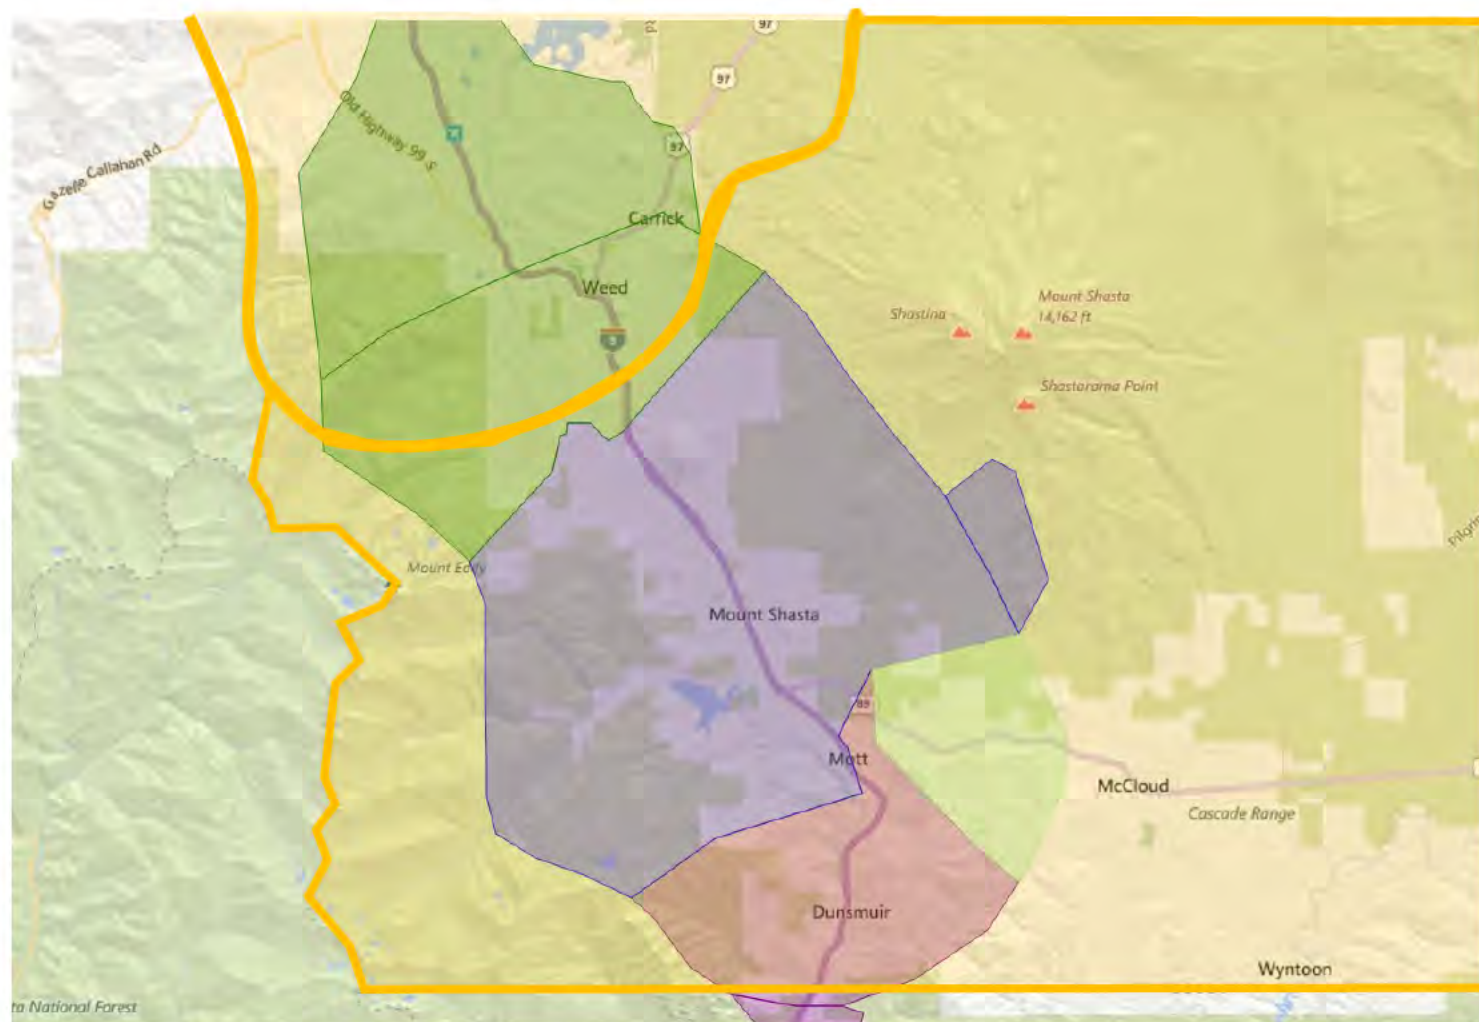 97
97
Old Highway 99 S
97
Gazelle Callahan Rd
Carrick
Weed
5
Mount Shasta
14,162 ft
Shastina
Shastarama Point
Mount Eddy
Mount Shasta
89
Mott
McCloud
Cascade Range
Dunsmuir
Wyntoon
ta National Forest